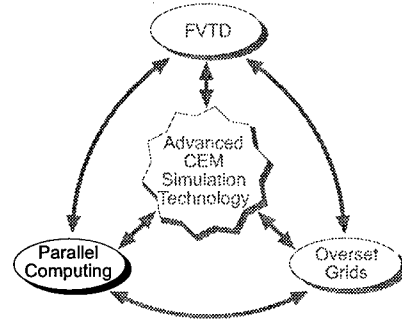 FVTD
Advanced
CEM
Simulation
Technology
Parallel
Computing
Overset
Grids